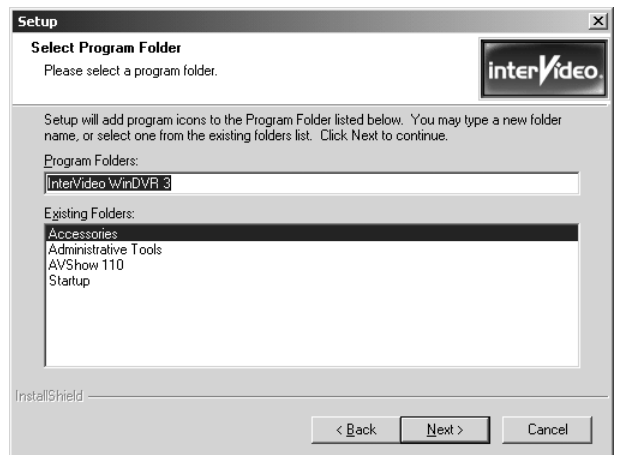 Setup
Select Program Folder
Please select a program folder.
interVideo.
Setup will add program icons to the Program Folder listed below. You may type a new folder
name, or select one from the existing folders list. Click Next to continue.
Program Folders:
InterVideo WinDVR 3
Existing Folders:
Accessories
Administrative Tools
AVShow 110
Startup
InstallShield
< Back
Next >
Cancel